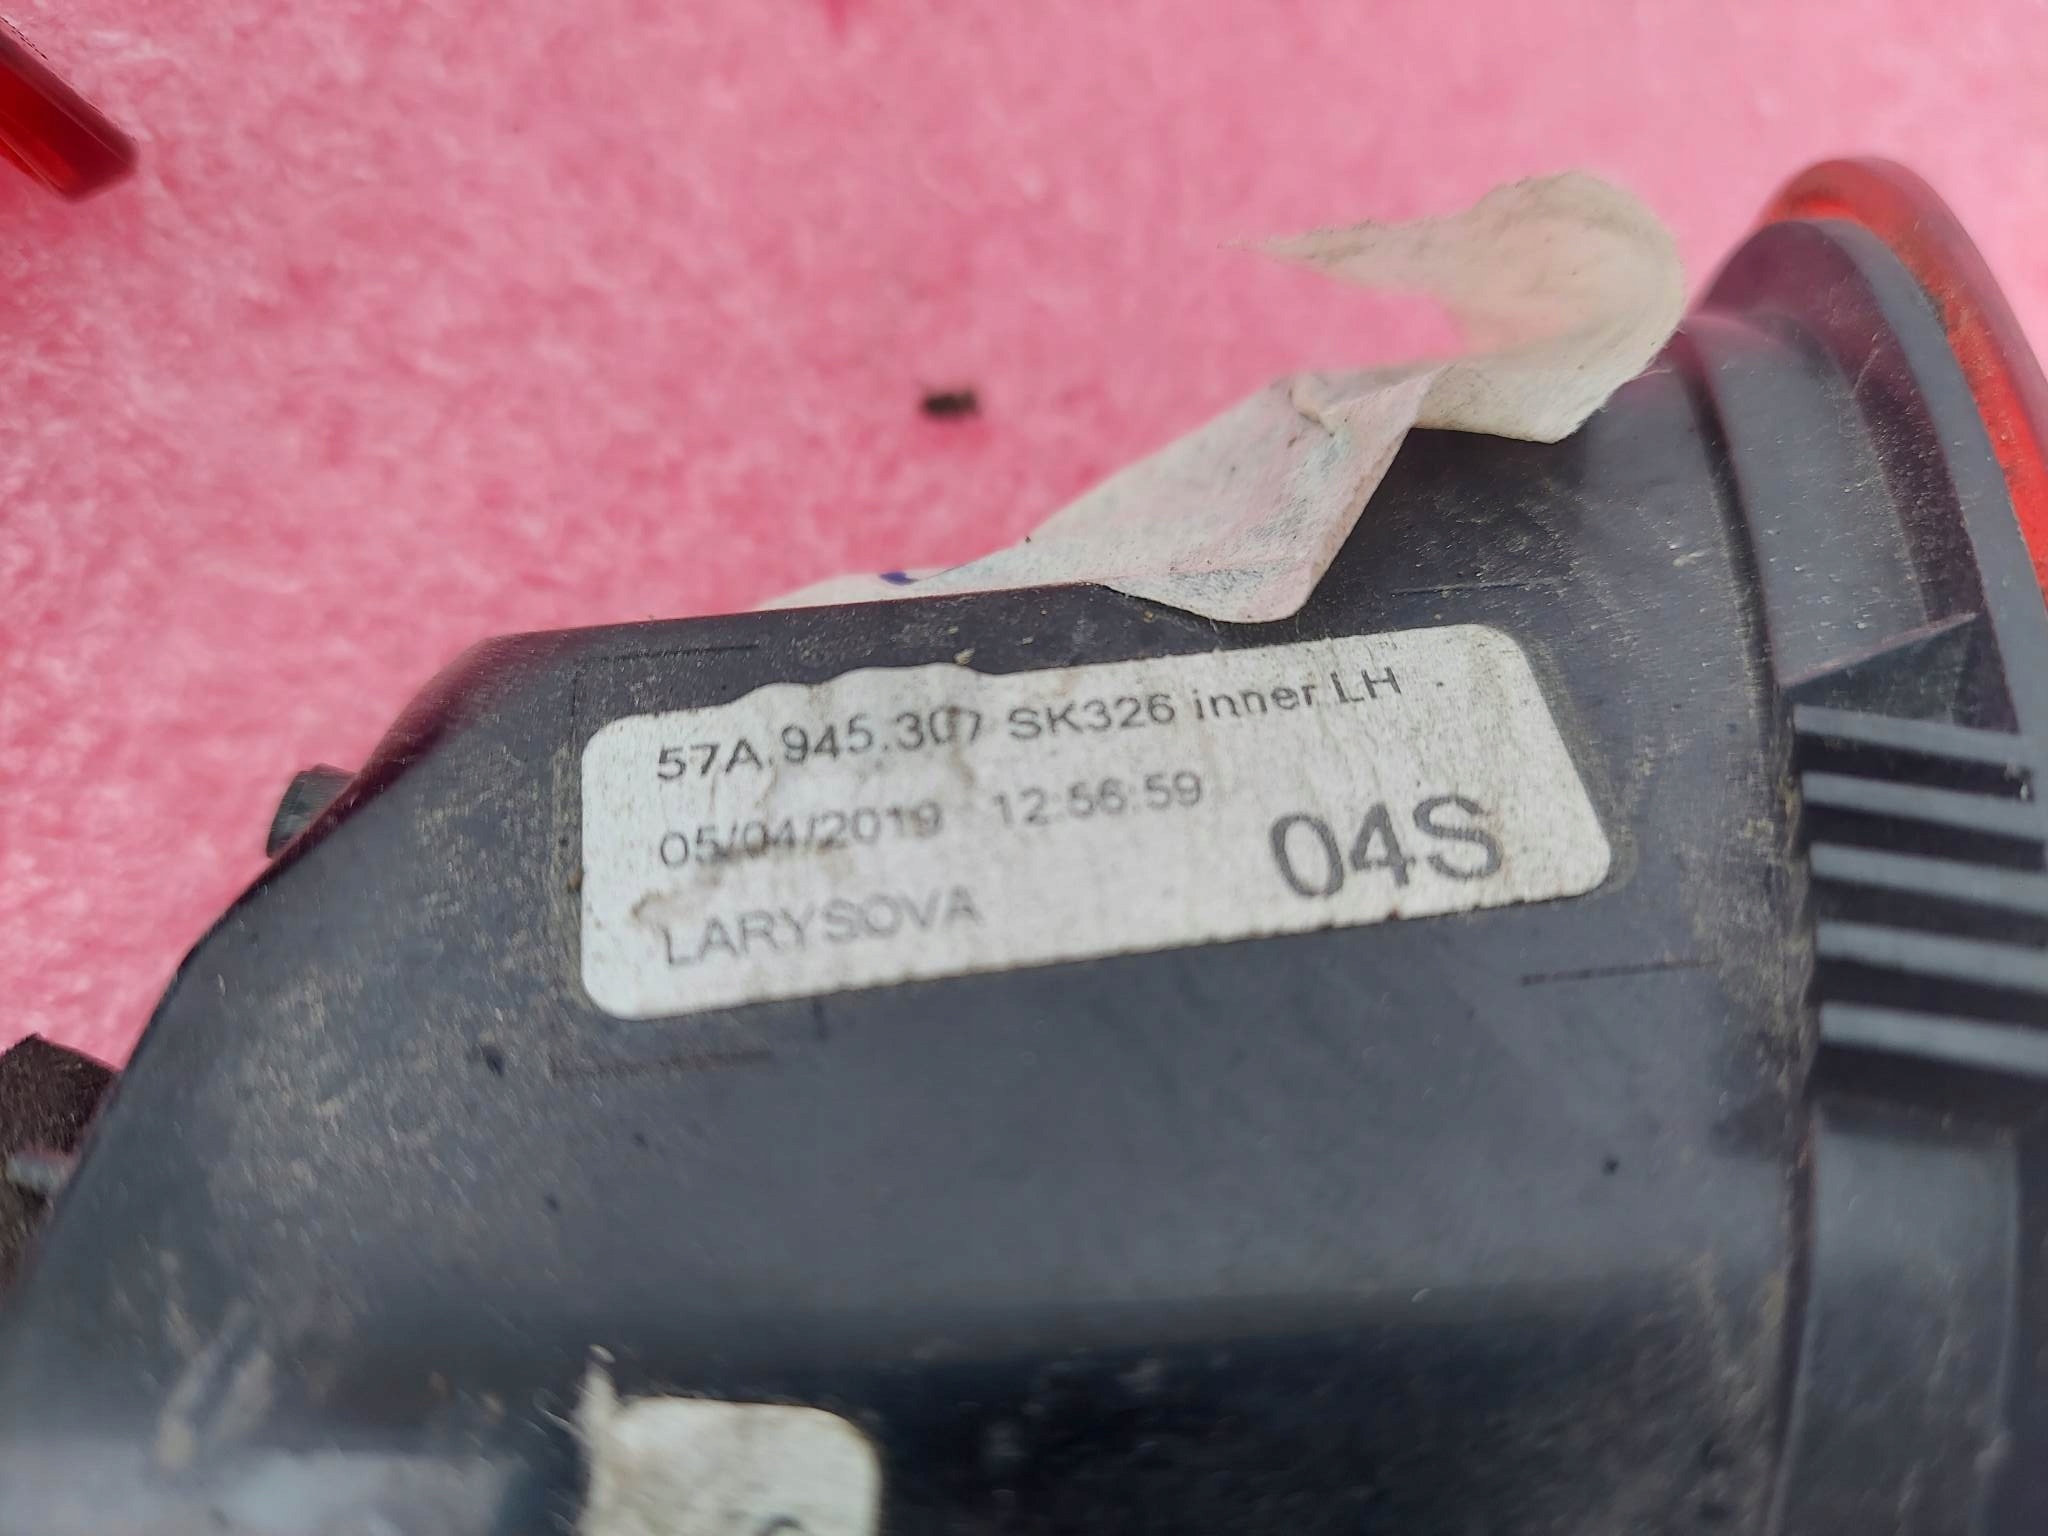 57A.945.307 SK326 inner LH
05/04/2019 12:56:59
04S
LARYSOVA